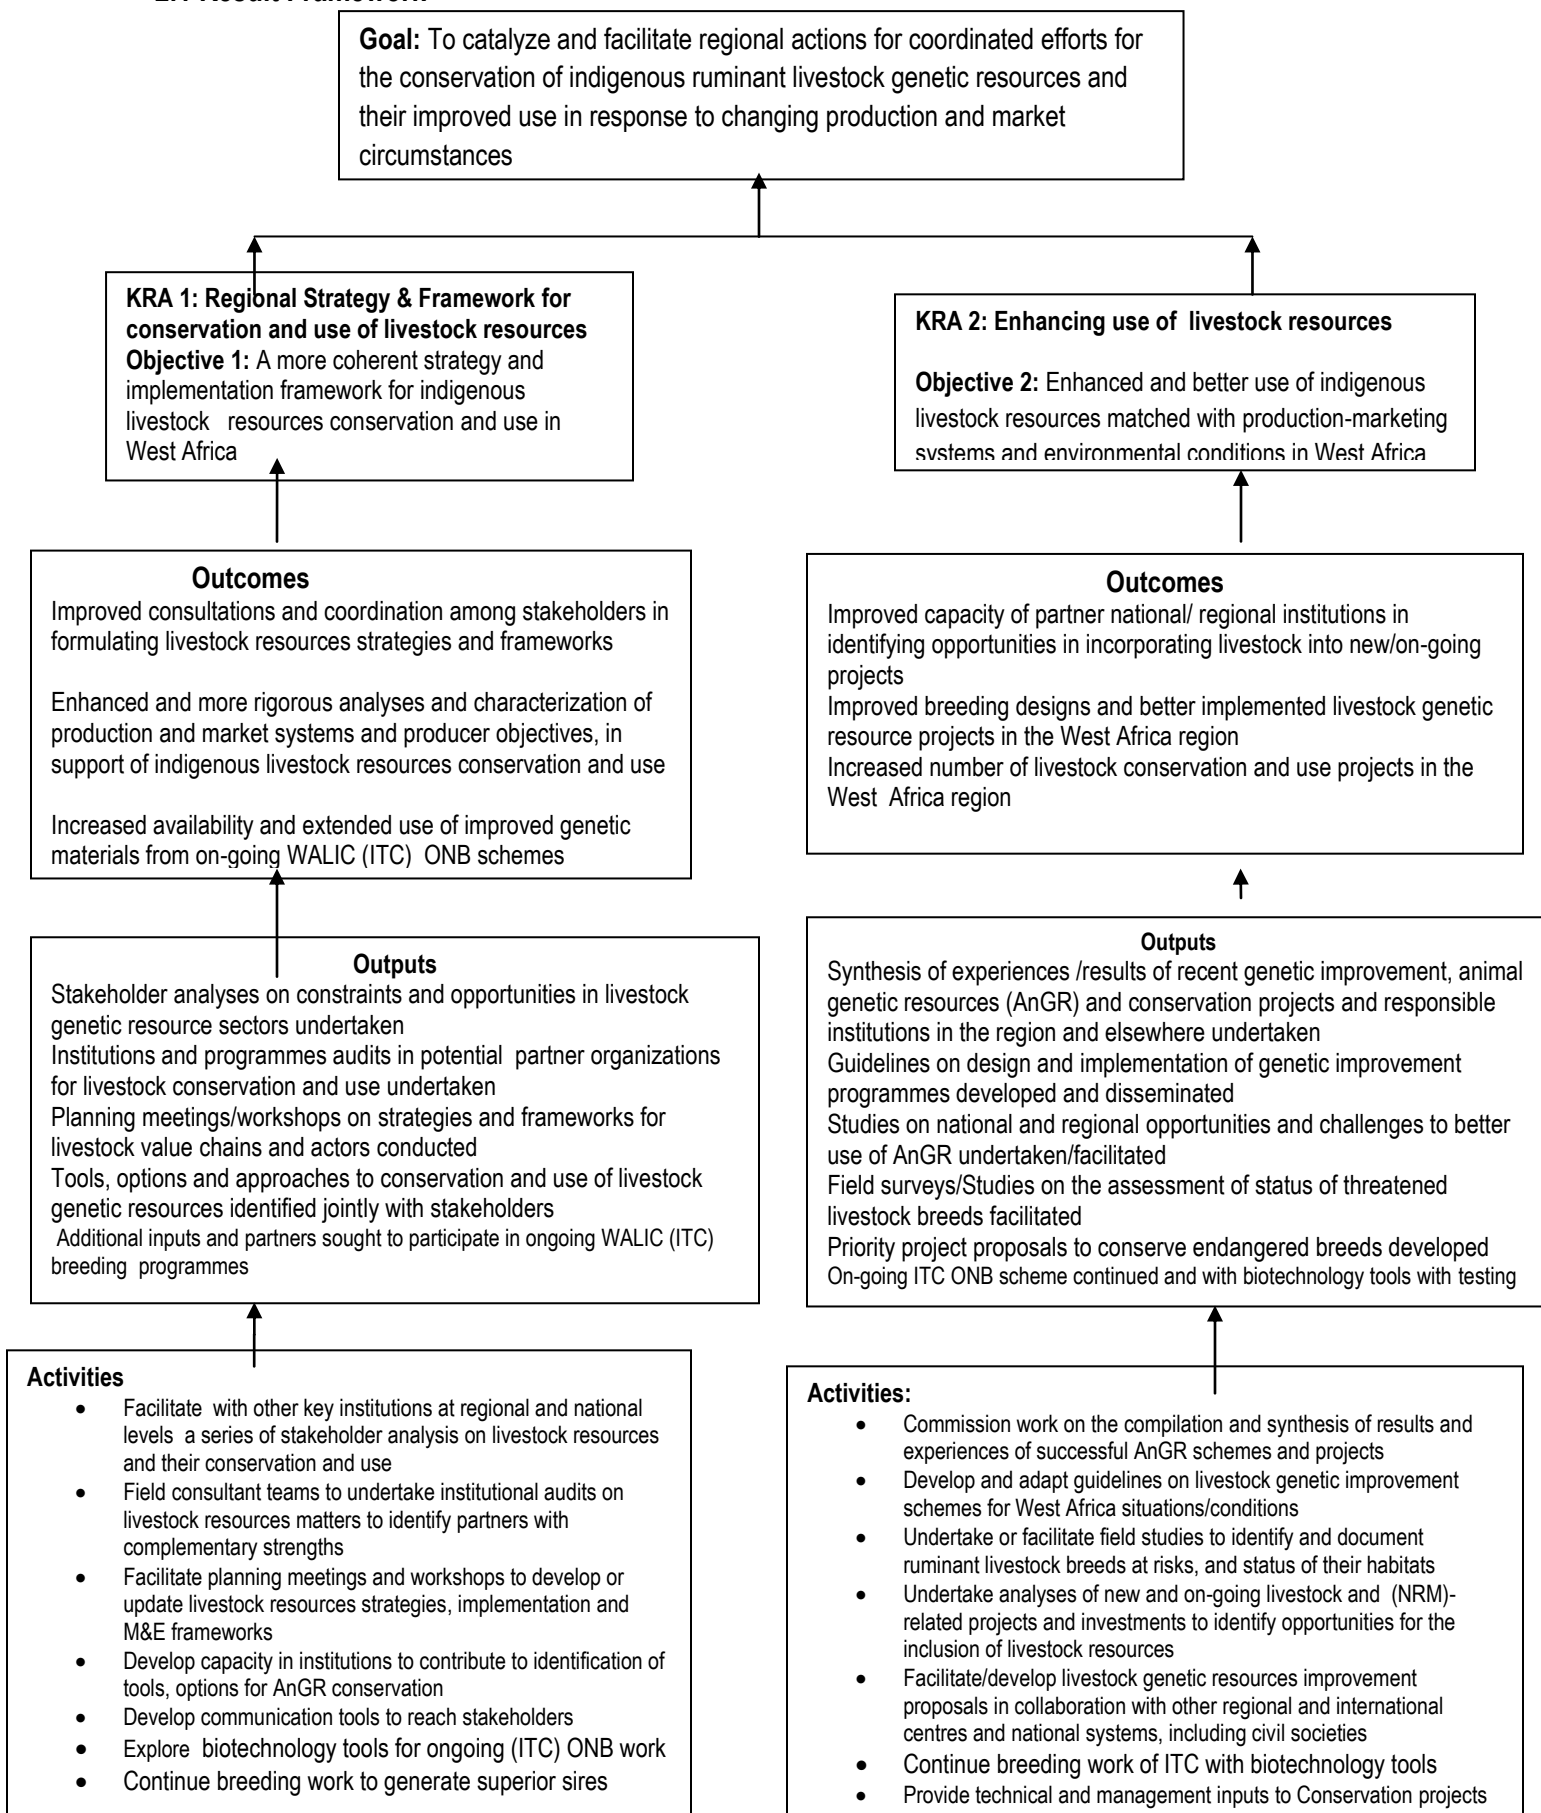 Goal: To catalyze and facilitate regional actions for coordinated efforts for
the conservation of indigenous ruminant livestock genetic resources and
their improved use in response to changing production and market
circumstances
KRA 1: Regional Strategy & Framework for
conservation and use of livestock resources
Objective 1: A more coherent strategy and
implementation framework for indigenous
livestock resources conservation and use in
West Africa
KRA 2: Enhancing use of livestock resources
Objective 2: Enhanced and better use of indigenous
livestock resources matched with production-marketing
systems and environmental conditions in West Africa
Outcomes
Improved consultations and coordination among stakeholders in
formulating livestock resources strategies and frameworks
Enhanced and more rigorous analyses and characterization of
production and market systems and producer objectives, in
support of indigenous livestock resources conservation and use
Increased availability and extended use of improved genetic
materials from on-going WALIC (ITC) ONB schemes
Outcomes
Improved capacity of partner national/ regional institutions in
identifying opportunities in incorporating livestock into new/on-going
projects
Improved breeding designs and better implemented livestock genetic
resource projects in the West Africa region
Increased number of livestock conservation and use projects in the
West Africa region
Outputs
Stakeholder analyses on constraints and opportunities in livestock
genetic resource sectors undertaken
Institutions and programmes audits in potential partner organizations
for livestock conservation and use undertaken
Planning meetings/workshops on strategies and frameworks for
livestock value chains and actors conducted
Tools, options and approaches to conservation and use of livestock
genetic resources identified jointly with stakeholders
Additional inputs and partners sought to participate in ongoing WALIC (ITC)
breeding programmes
Outputs
Synthesis of experiences /results of recent genetic improvement, animal
genetic resources (AnGR) and conservation projects and responsible
institutions in the region and elsewhere undertaken
Guidelines on design and implementation of genetic improvement
programmes developed and disseminated
Studies on national and regional opportunities and challenges to better
use of AnGR undertaken/facilitated
Field surveys/Studies on the assessment of status of threatened
livestock breeds facilitated
Priority project proposals to conserve endangered breeds developed
On-going ITC ONB scheme continued and with biotechnology tools with testing
Activities
• Facilitate with other key institutions at regional and national
levels a series of stakeholder analysis on livestock resources
and their conservation and use
• Field consultant teams to undertake institutional audits on
livestock resources matters to identify partners with
complementary strengths
• Facilitate planning meetings and workshops to develop or
update livestock resources strategies, implementation and
M&E frameworks
• Develop capacity in institutions to contribute to identification of
tools, options for AnGR conservation
• Develop communication tools to reach stakeholders
• Explore biotechnology tools for ongoing (ITC) ONB work
• Continue breeding work to generate superior sires
Activities:
• Commission work on the compilation and synthesis of results and
experiences of successful AnGR schemes and projects
• Develop and adapt guidelines on livestock genetic improvement
schemes for West Africa situations/conditions
• Undertake or facilitate field studies to identify and document
ruminant livestock breeds at risks, and status of their habitats
• Undertake analyses of new and on-going livestock and (NRM)-
related projects and investments to identify opportunities for the
inclusion of livestock resources
• Facilitate/develop livestock genetic resources improvement
proposals in collaboration with other regional and international
centres and national systems, including civil societies
• Continue breeding work of ITC with biotechnology tools
• Provide technical and management inputs to Conservation projects